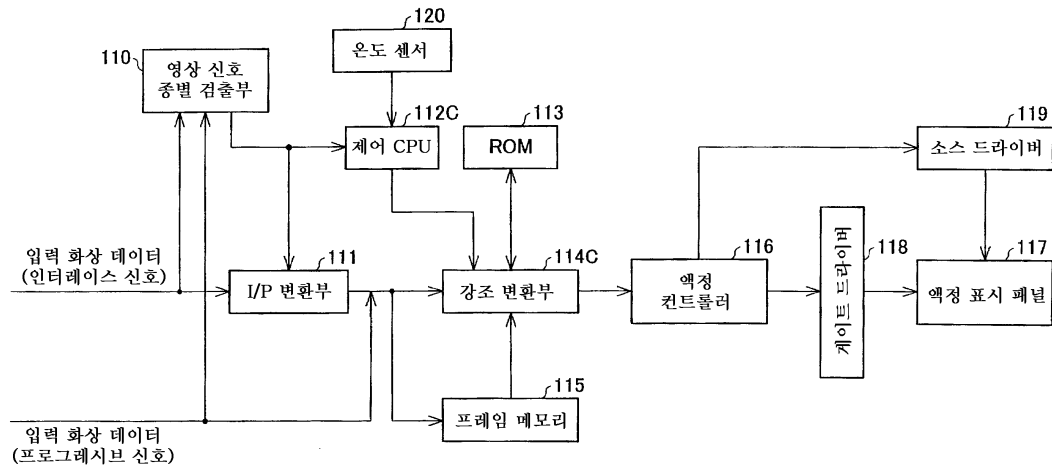 120
온도 센서
110
영상 신호
종별 검출부
112C
제어 CPU
113
ROM
119
소스 드라이버
입력 화상 데이터
(인터레이스 신호)
111
I/P 변환부
114C
강조 변환부
116
액정
컨트롤러
게이트 드라이버
118
117
액정 표시 패널
115
프레임 메모리
입력 화상 데이터
(프로그레시브 신호)